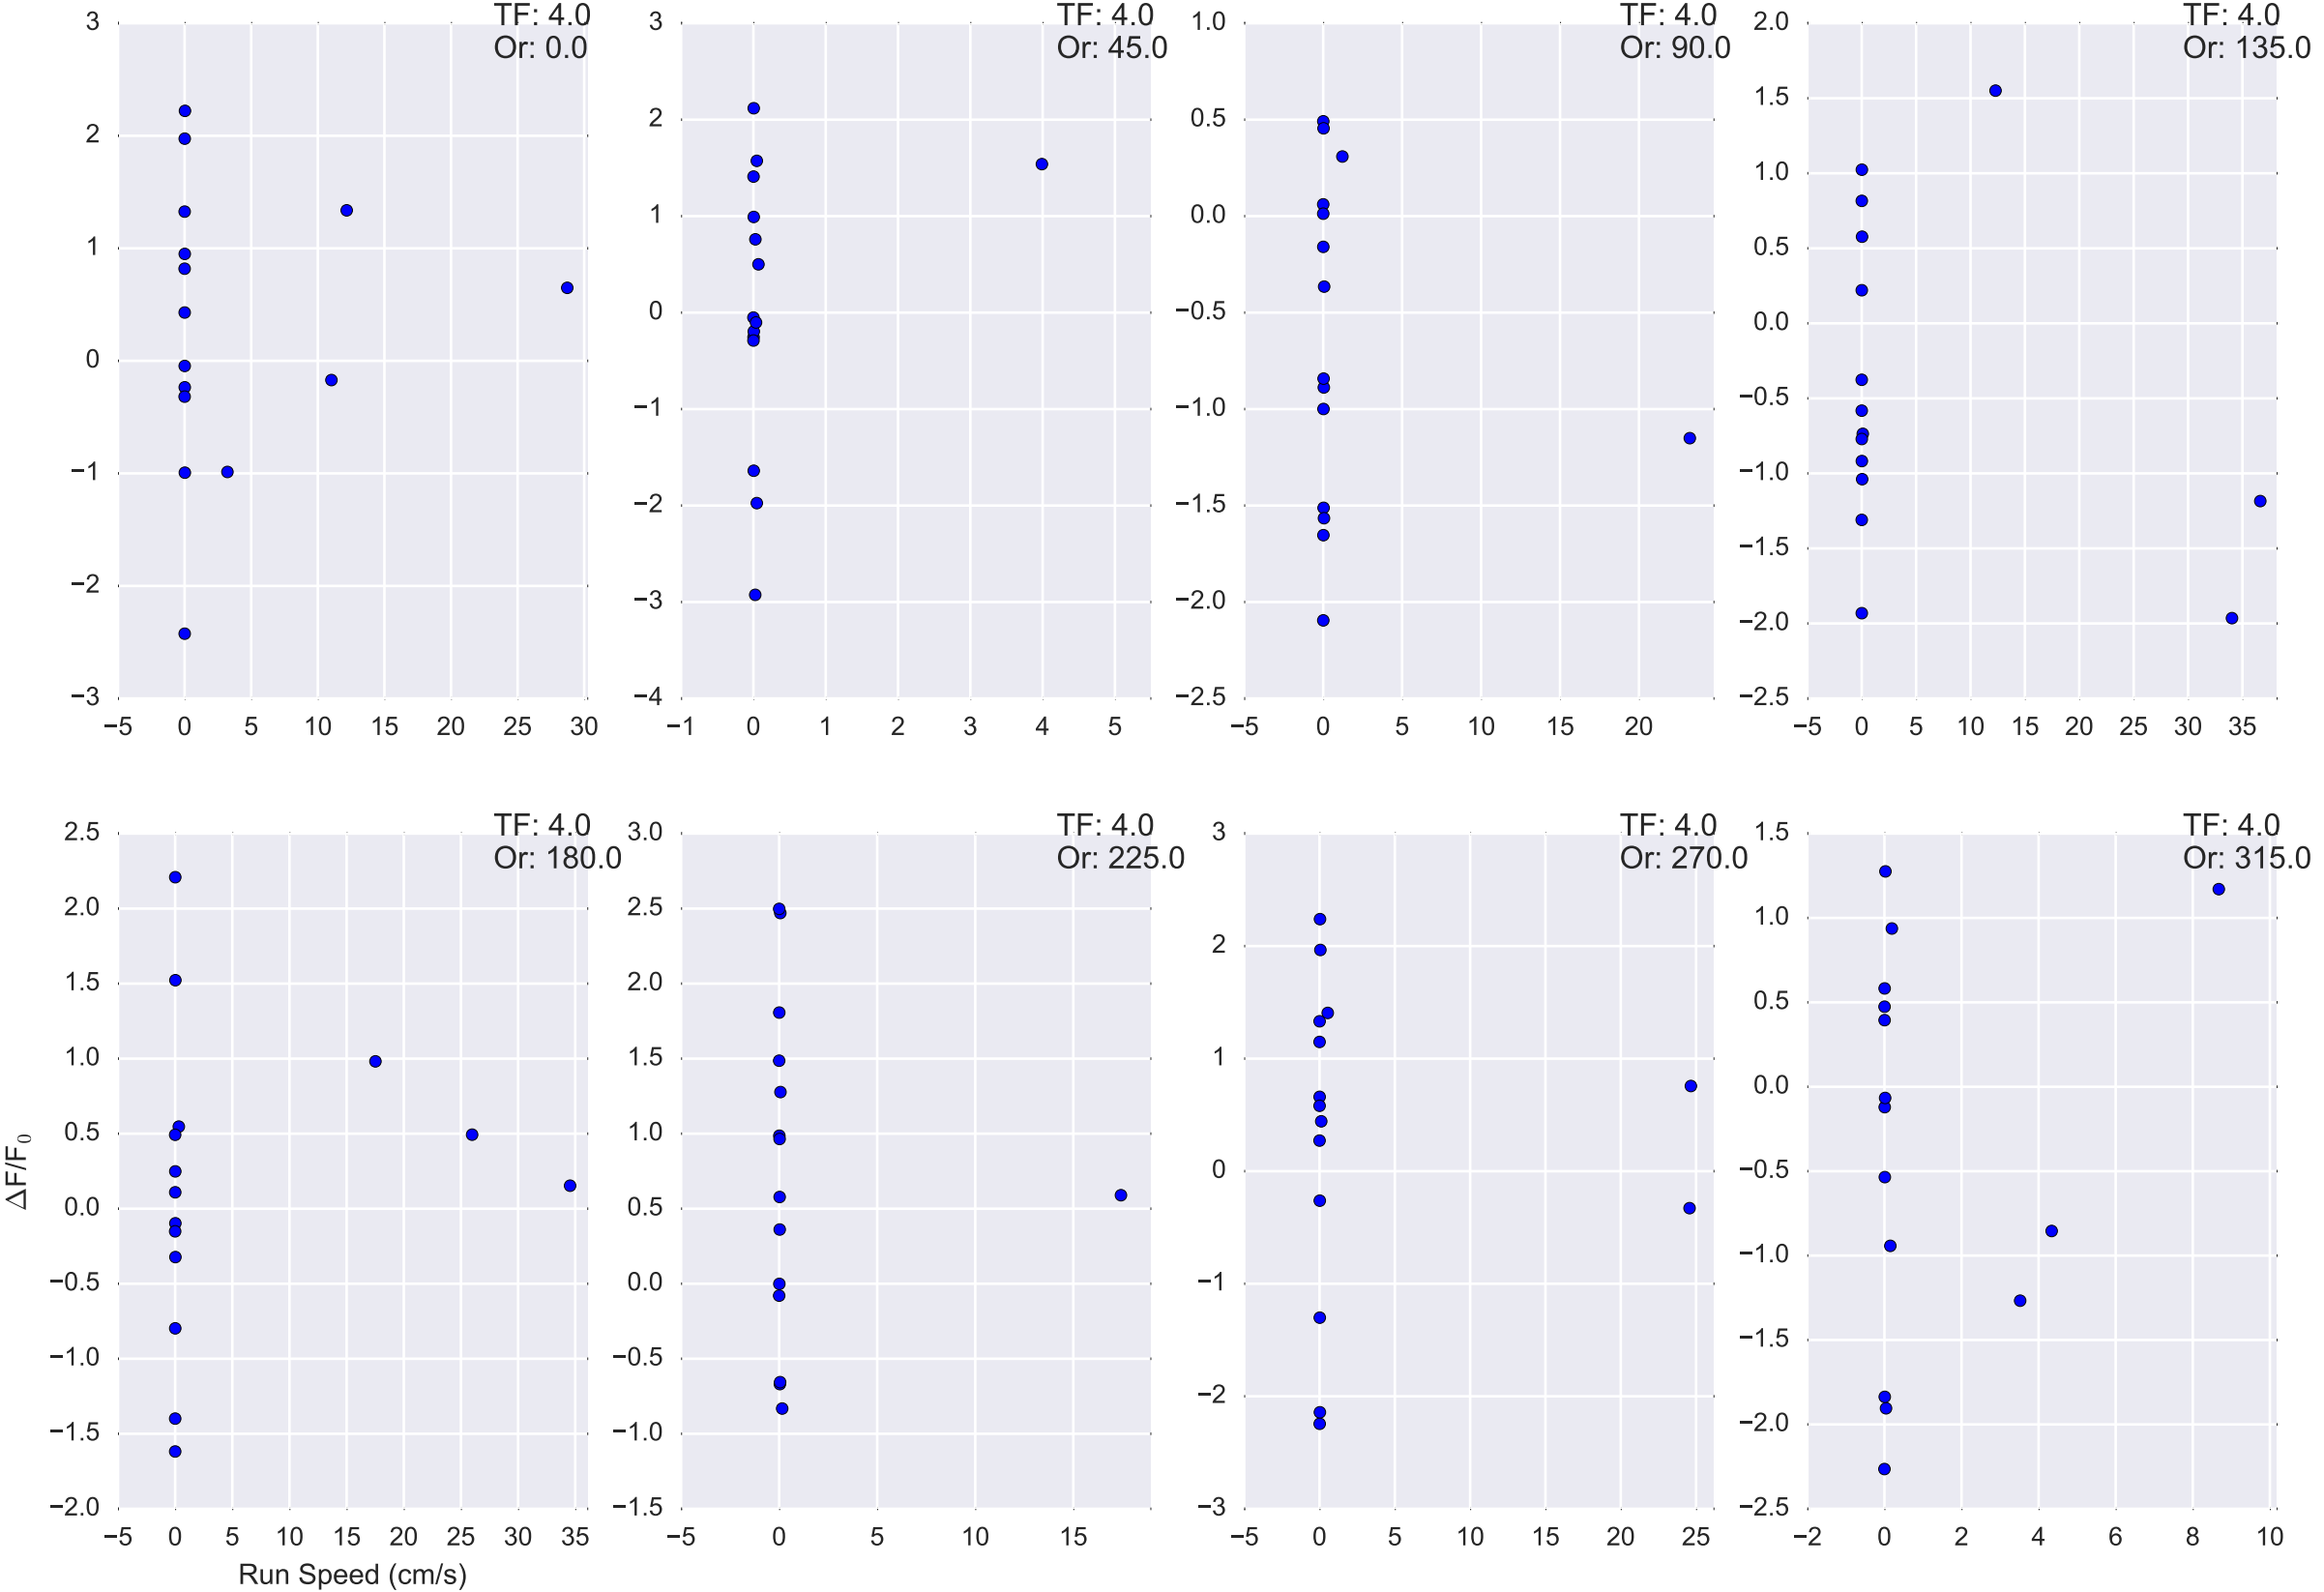 TF: 4.0
Or: 0.0
3
2
1
0
−1
−2
−3
−5 0 5 10 15 20 25 30
TF: 4.0
Or: 45.0
3
2
1
0
−1
−2
−3
−4
−1 0 1 2 3 4 5
TF: 4.0
Or: 90.0
1.0
0.5
0.0
−0.5
−1.0
−1.5
−2.0
−2.5
−5 0 5 10 15 20
TF: 4.0
Or: 135.0
2.0
1.5
1.0
0.5
0.0
−0.5
−1.0
−1.5
−2.0
−2.5
−5 0 5 10 15 20 25 30 35
TF: 4.0
Or: 180.0
2.5
2.0
1.5
1.0
0.5
0.0
−0.5
−1.0
−1.5
−2.0
−5 0 5 10 15 20 25 30 35
Run Speed (cm/s)
ΔF/F₀
TF: 4.0
Or: 225.0
3.0
2.5
2.0
1.5
1.0
0.5
0.0
−0.5
−1.0
−1.5
−5 0 5 10 15
TF: 4.0
Or: 270.0
3
2
1
0
−1
−2
−3
−5 0 5 10 15 20 25
TF: 4.0
Or: 315.0
1.5
1.0
0.5
0.0
−0.5
−1.0
−1.5
−2.0
−2.5
−2 0 2 4 6 8 10